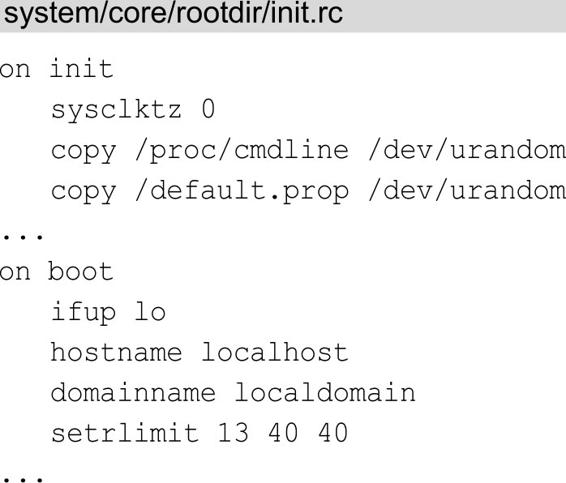 system/core/rootdir/init.rc
on init
sysclktz 0
copy /proc/cmdline /dev/urandom
copy /default.prop /dev/urandom
...
on boot
ifup lo
hostname localhost
domainname localdomain
setrlimit 13 40 40
...